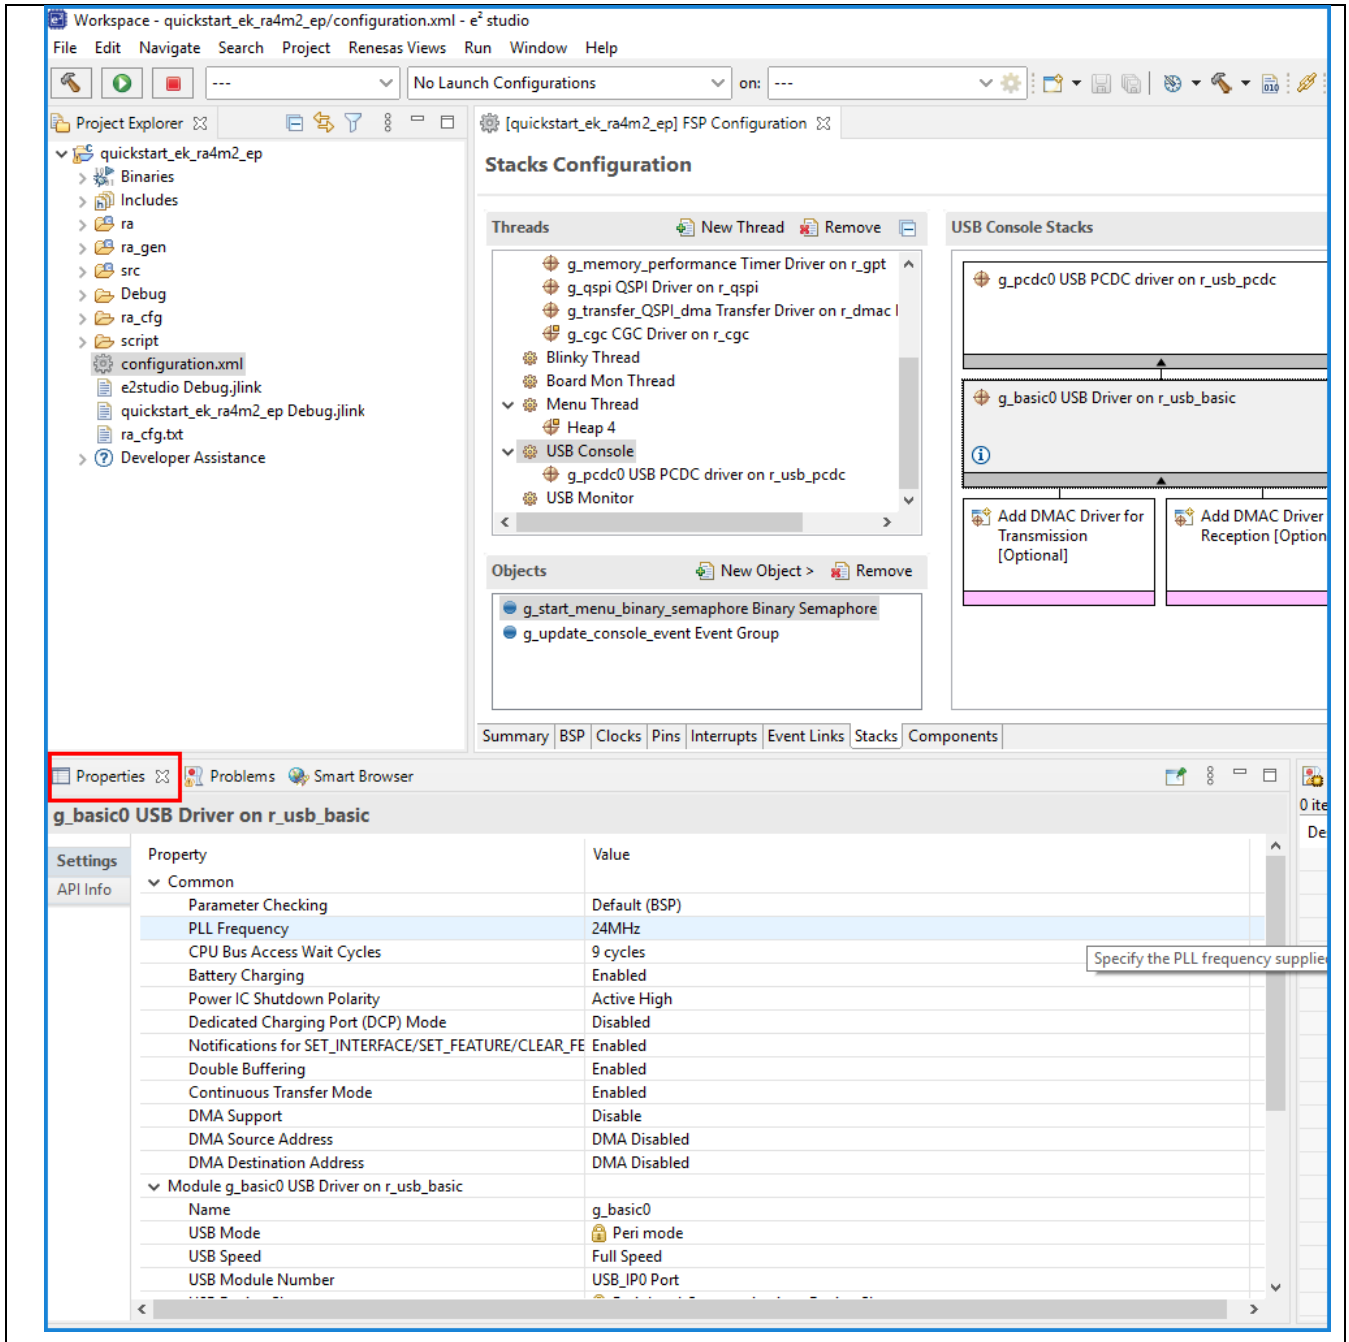 Workspace - quickstart_ek_ra4m2_ep/configuration.xml - e² studio
File Edit Navigate Search Project Renesas Views Run Window Help
--- No Launch Configurations on: ---
Project Explorer
quickstart_ek_ra4m2_ep
Binaries
Includes
ra
ra_gen
src
Debug
ra_cfg
script
configuration.xml
e2studio Debug.jlink
quickstart_ek_ra4m2_ep Debug.jlink
ra_cfg.txt
Developer Assistance
[quickstart_ek_ra4m2_ep] FSP Configuration
Stacks Configuration
Threads New Thread Remove
g_memory_performance Timer Driver on r_gpt
g_qspi QSPI Driver on r_qspi
g_transfer_QSPI_dma Transfer Driver on r_dmac
g_cgc CGC Driver on r_cgc
Blinky Thread
Board Mon Thread
Menu Thread
Heap 4
USB Console
g_pcdc0 USB PCDC driver on r_usb_pcdc
USB Monitor
Objects New Object > Remove
g_start_menu_binary_semaphore Binary Semaphore
g_update_console_event Event Group
USB Console Stacks
g_pcdc0 USB PCDC driver on r_usb_pcdc
g_basic0 USB Driver on r_usb_basic
Add DMAC Driver for
Transmission
[Optional]
Add DMAC Driver
Reception [Option
Summary BSP Clocks Pins Interrupts Event Links Stacks Components
Properties Problems Smart Browser
g_basic0 USB Driver on r_usb_basic
0 ite
De
Settings
API Info
Property Value
Common
Parameter Checking Default (BSP)
PLL Frequency 24MHz
CPU Bus Access Wait Cycles 9 cycles
Specify the PLL frequency supplie
Battery Charging Enabled
Power IC Shutdown Polarity Active High
Dedicated Charging Port (DCP) Mode Disabled
Notifications for SET_INTERFACE/SET_FEATURE/CLEAR_FE Enabled
Double Buffering Enabled
Continuous Transfer Mode Enabled
DMA Support Disable
DMA Source Address DMA Disabled
DMA Destination Address DMA Disabled
Module g_basic0 USB Driver on r_usb_basic
Name g_basic0
USB Mode Peri mode
USB Speed Full Speed
USB Module Number USB_IP0 Port